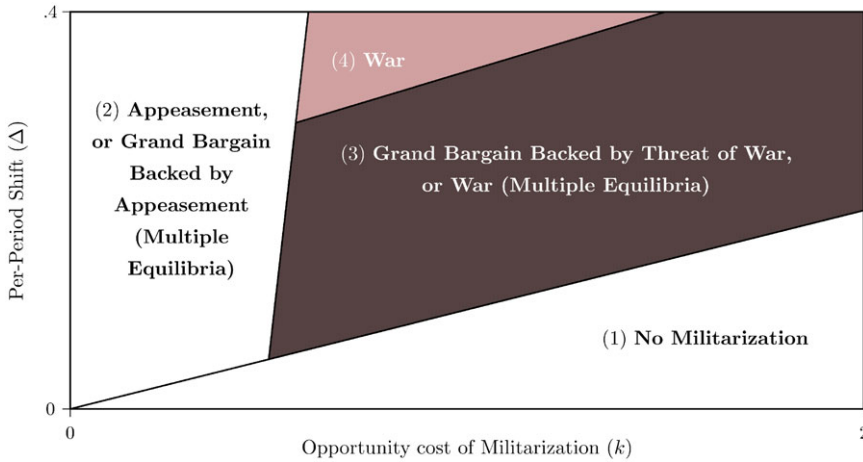 .4
(4) War
(2) Appeasement,
or Grand Bargain
Backed by
Appeasement
(Multiple
Equilibria)
(3) Grand Bargain Backed by Threat of War,
or War (Multiple Equilibria)
Per-Period Shift (Δ)
(1) No Militarization
0
0
2
Opportunity cost of Militarization (k)